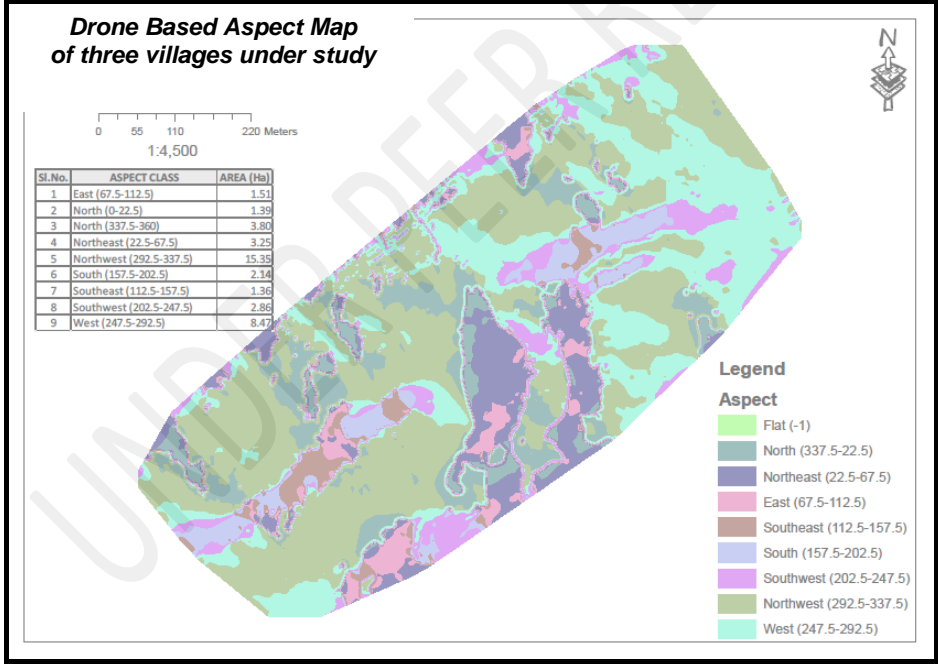 Drone Based Aspect Map
of three villages under study
N
0 55 110 220 Meters
1:4,500
Sl.No. ASPECT CLASS AREA (Ha)
1 East (67.5-112.5) 1.51
2 North (0-22.5) 1.39
3 North (337.5-360) 3.80
4 Northeast (22.5-67.5) 3.25
5 Northwest (292.5-337.5) 15.35
6 South (157.5-202.5) 2.14
7 Southeast (112.5-157.5) 1.36
8 Southwest (202.5-247.5) 2.86
9 West (247.5-292.5) 8.47
Legend
Aspect
Flat (-1)
North (337.5-22.5)
Northeast (22.5-67.5)
East (67.5-112.5)
Southeast (112.5-157.5)
South (157.5-202.5)
Southwest (202.5-247.5)
Northwest (292.5-337.5)
West (247.5-292.5)
UNDER PEER RE